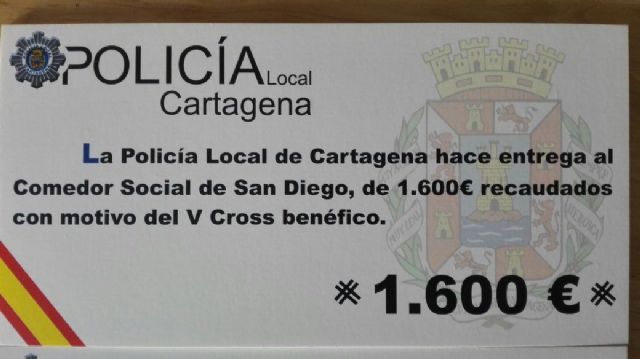 POLICÍA Local
Cartagena
La Policía Local de Cartagena hace entrega al
Comedor Social de San Diego, de 1.600€ recaudados
con motivo del V Cross benéfico.
※ 1.600 € ※